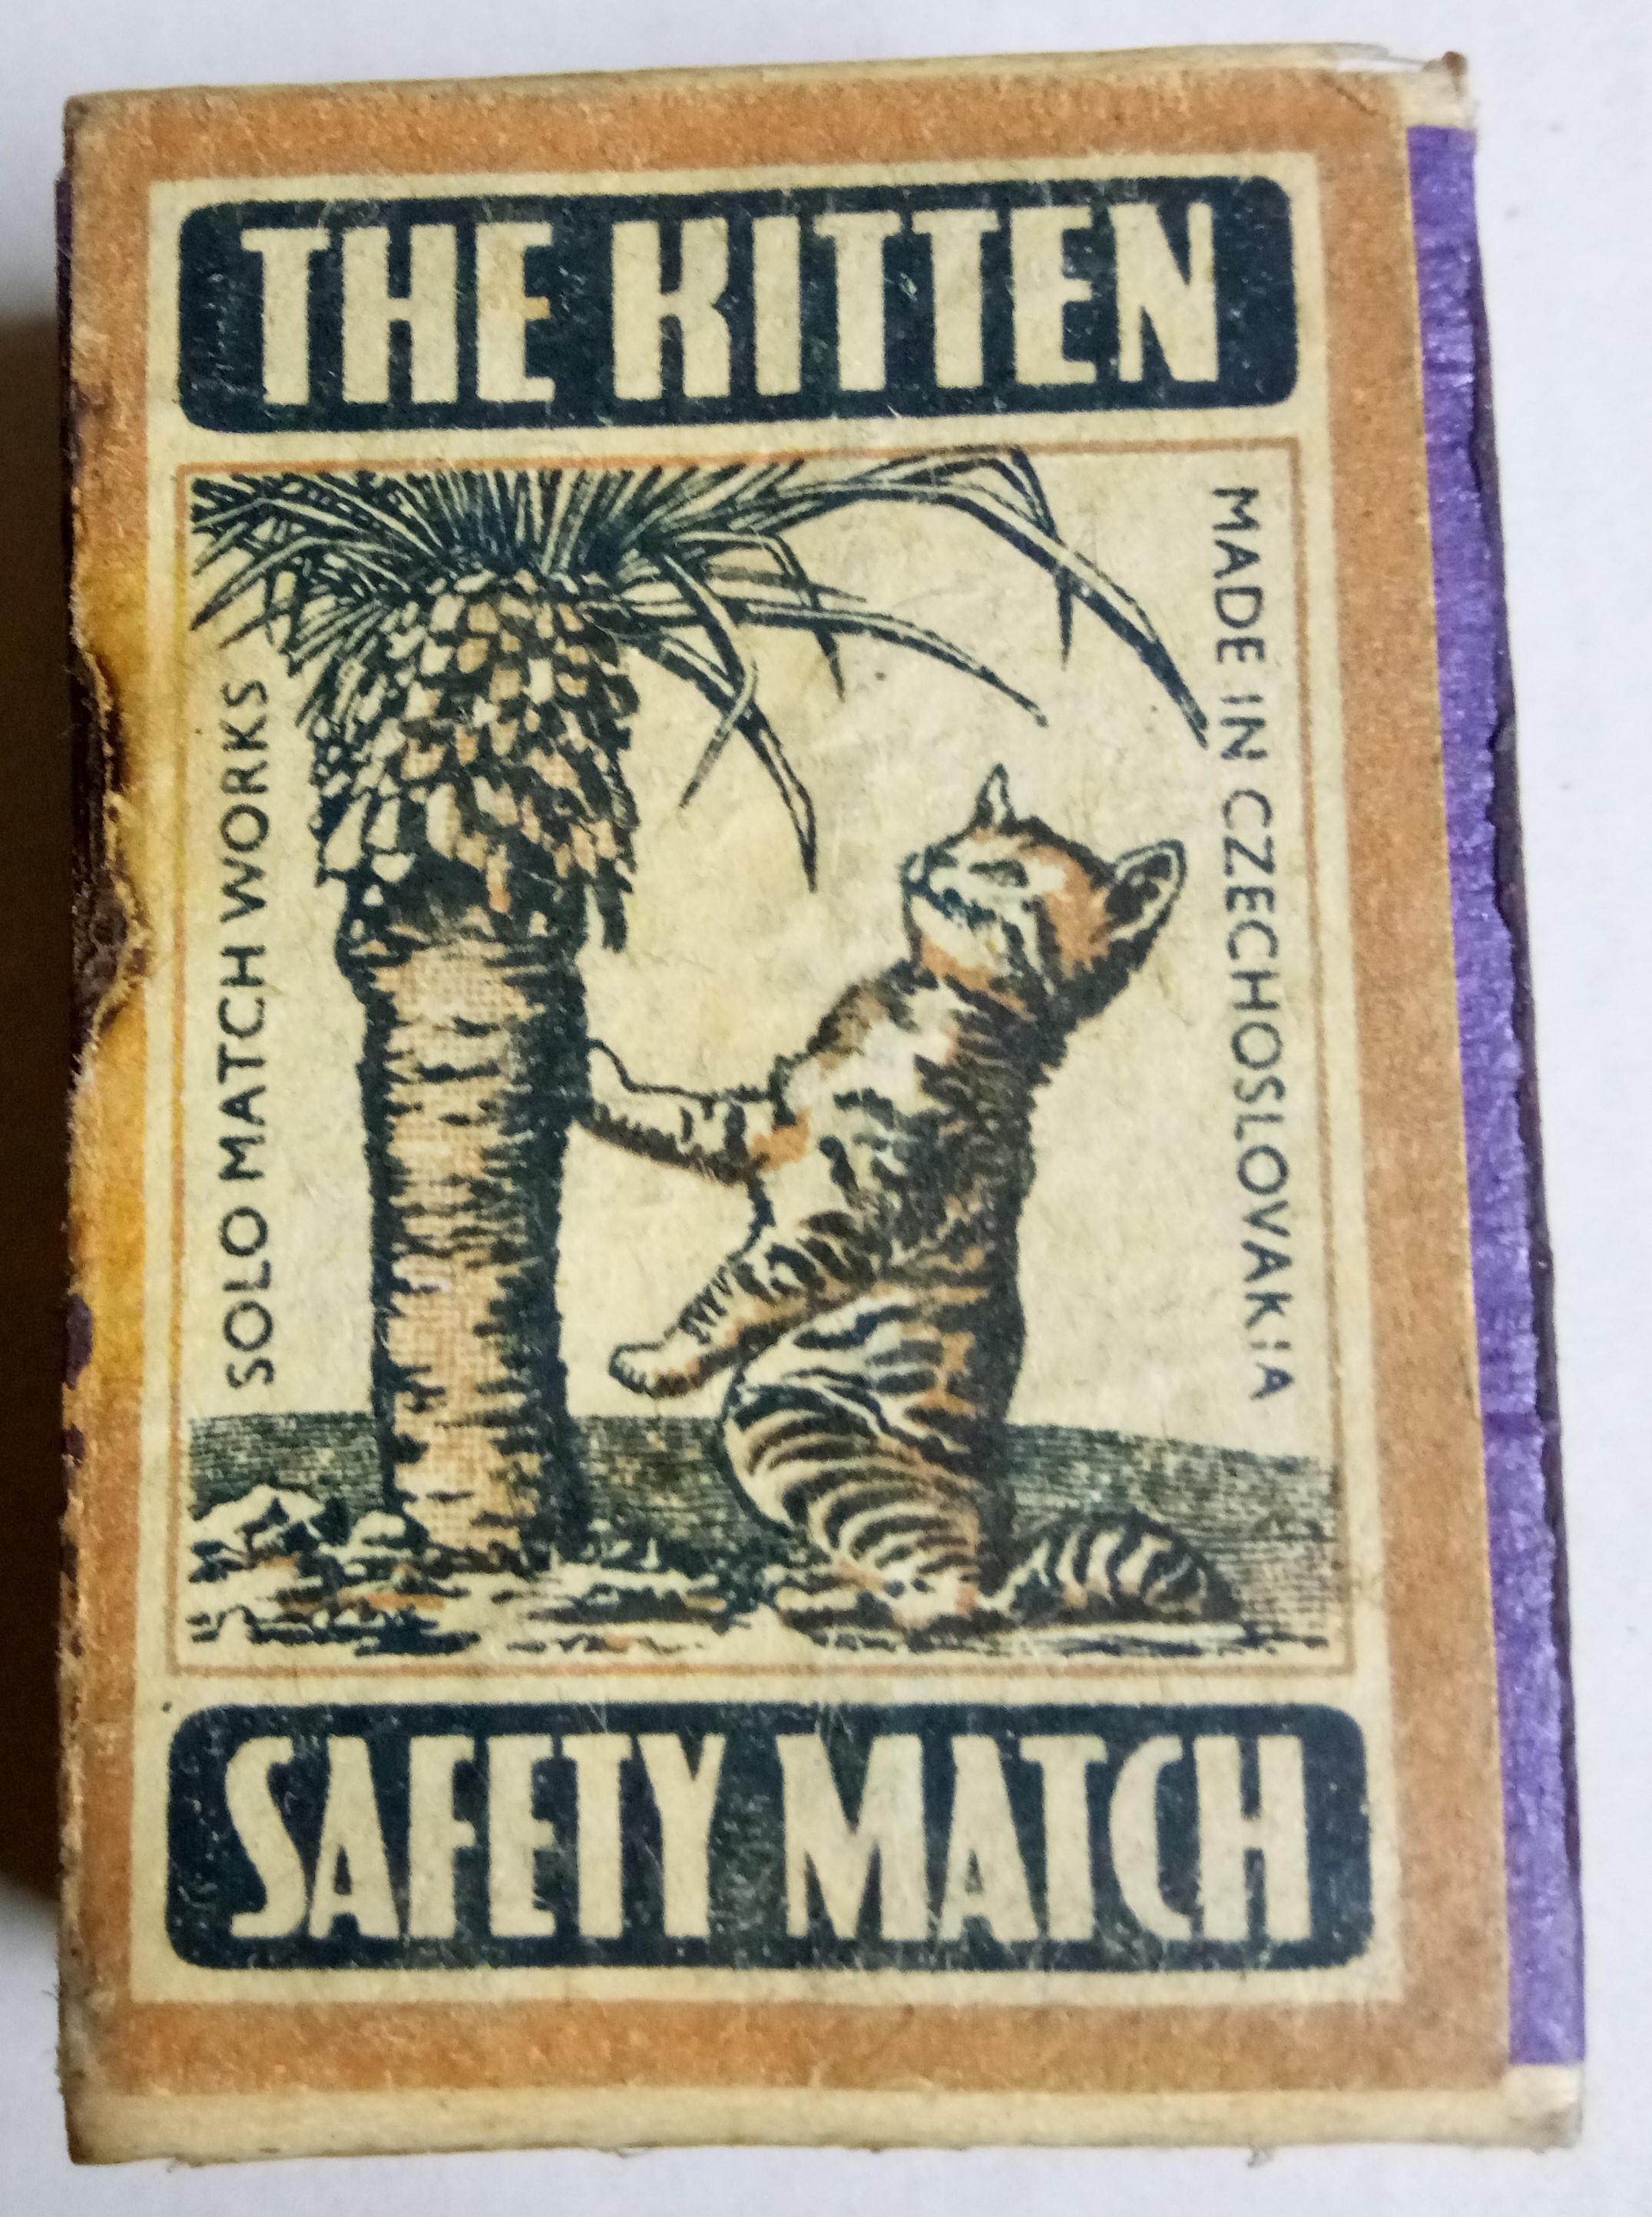 THE KITTEN
SOLO MATCH WORKS
MADE IN CZECHOSLOVAKIA
SAFETY MATCH